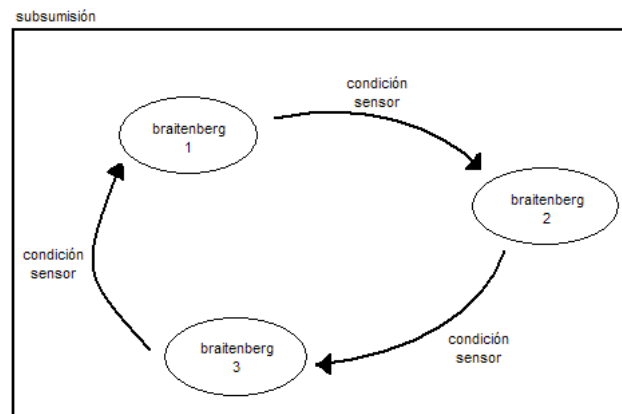 subsumisión
condición
sensor
braitenberg
1
braitenberg
2
condición
sensor
condición
sensor
braitenberg
3